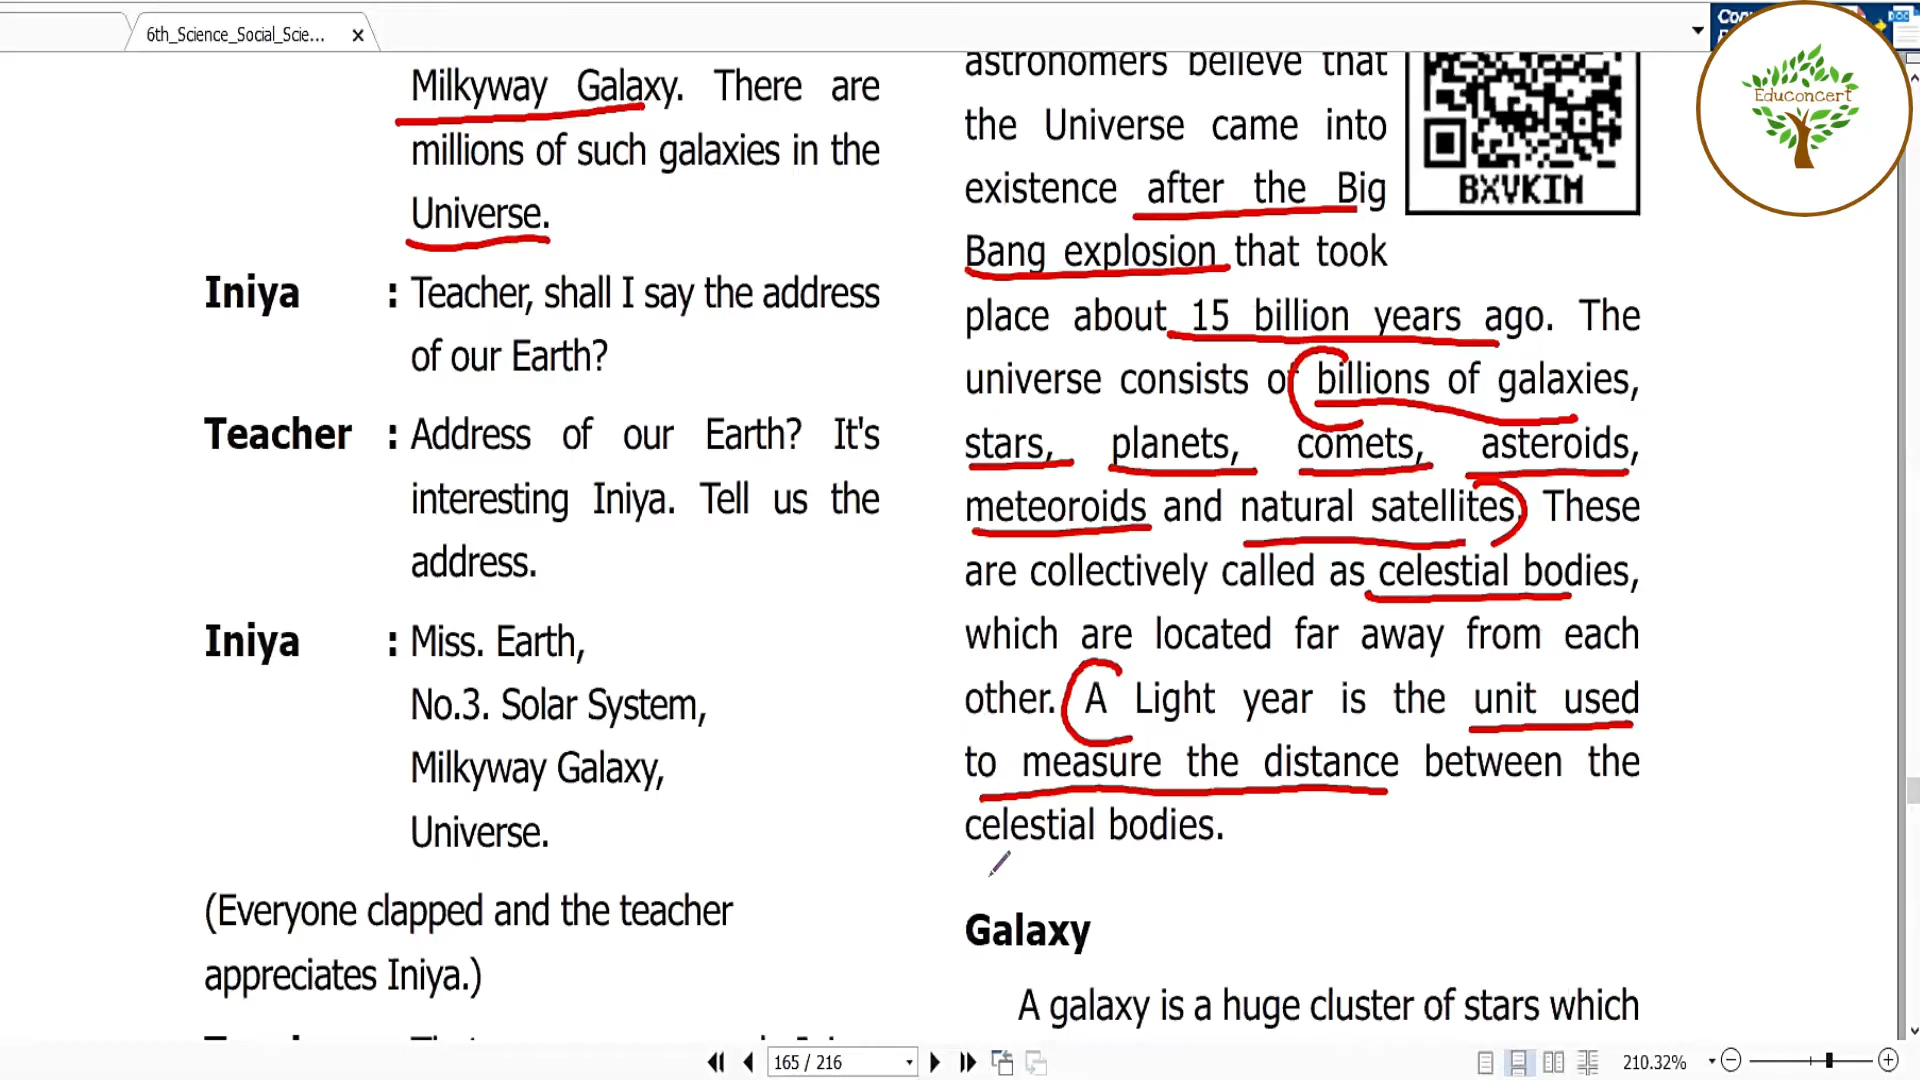 6th_Science_Social_Scie...
Educoncert
Milkyway Galaxy. There are
millions of such galaxies in the
Universe.
Iniya : Teacher, shall I say the address
of our Earth?
Teacher : Address of our Earth? It's
interesting Iniya. Tell us the
address.
Iniya : Miss. Earth,
No.3. Solar System,
Milkyway Galaxy,
Universe.
(Everyone clapped and the teacher
appreciates Iniya.)
astronomers believe that
the Universe came into
existence after the Big
Bang explosion that took
place about 15 billion years ago. The
universe consists of billions of galaxies,
stars, planets, comets, asteroids,
meteoroids and natural satellites. These
are collectively called as celestial bodies,
which are located far away from each
other. A Light year is the unit used
to measure the distance between the
celestial bodies.
BXVKIM
Galaxy
A galaxy is a huge cluster of stars which
165 / 216
210.32%